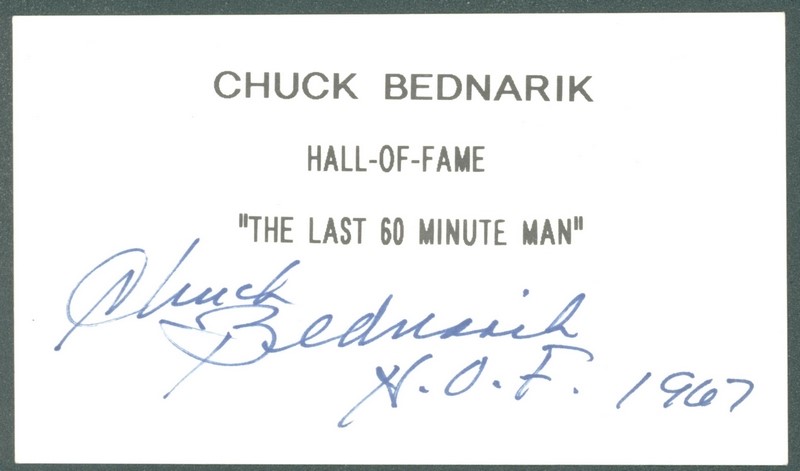 CHUCK BEDNARIK
HALL-OF-FAME
"THE LAST 60 MINUTE MAN"
Chuck
Bednarik
H.O.F. 1967